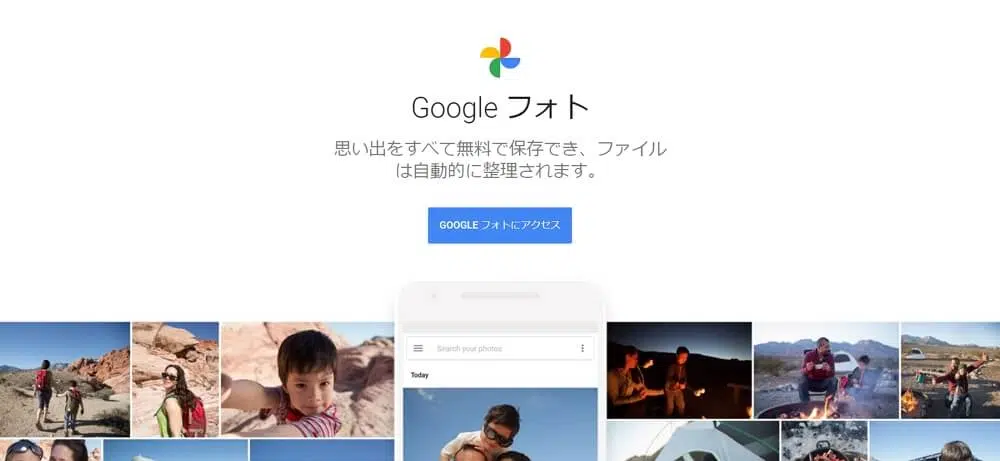 Google フォト
思い出をすべて無料で保存でき、ファイル
は自動的に整理されます。
GOOGLE フォトにアクセス
Search your photos
Today